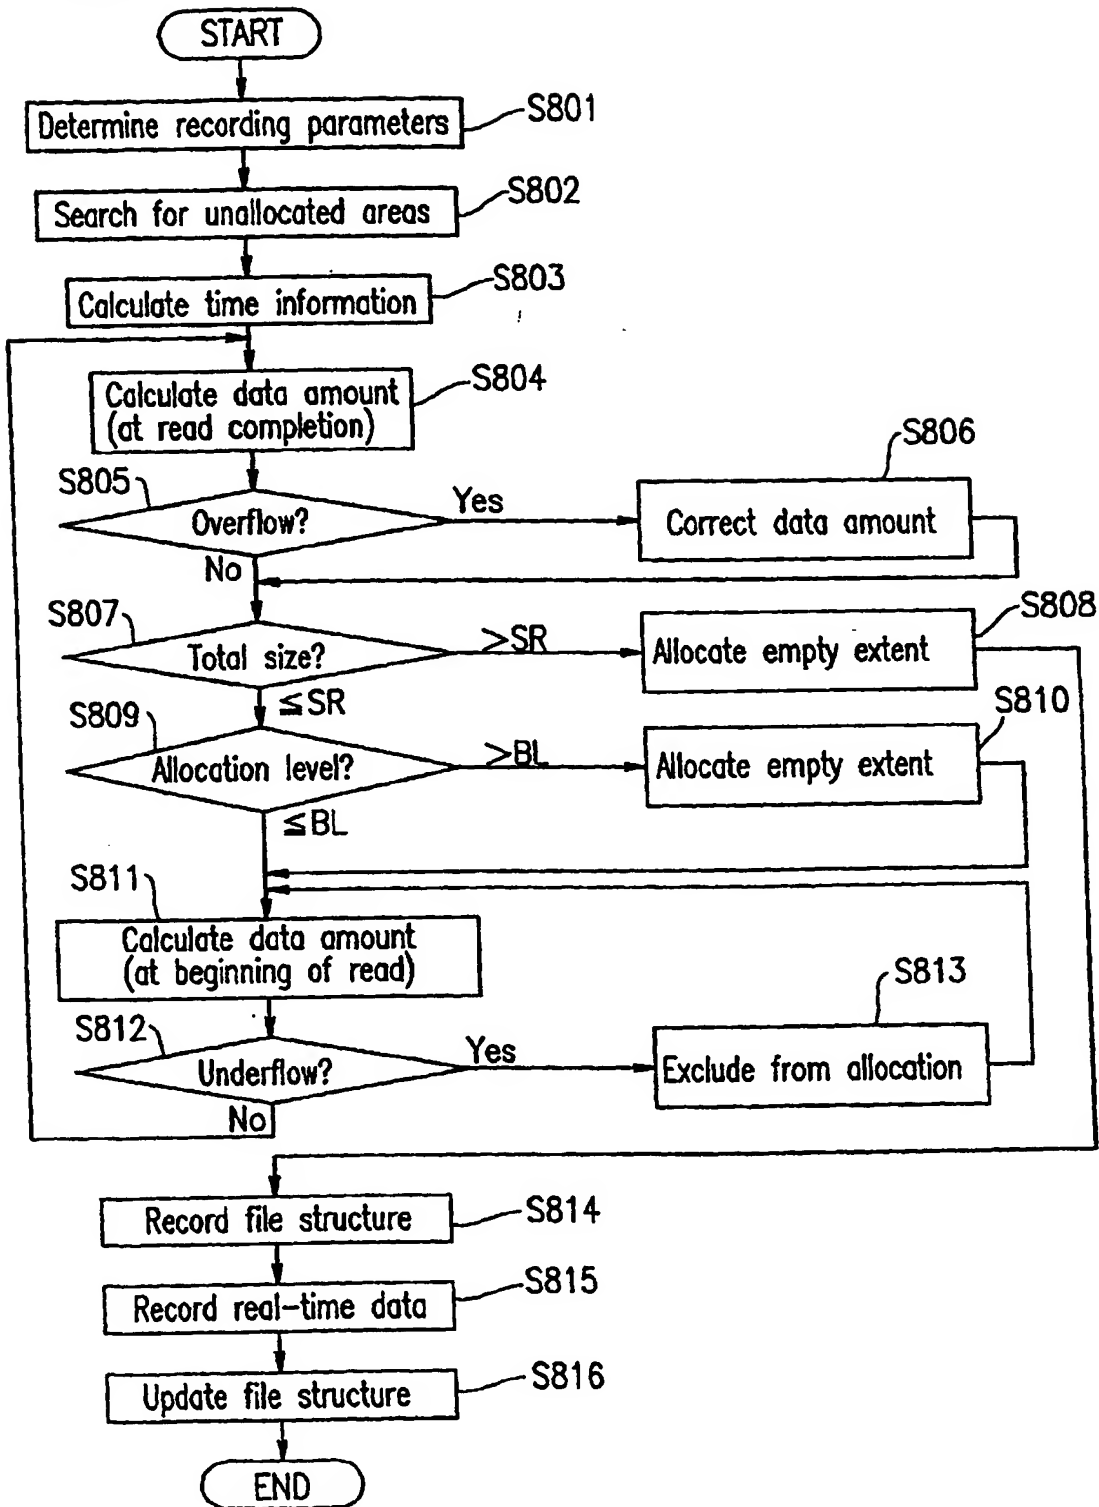 START
Determine recording parameters
S801
Search for unallocated areas
S802
Calculate time information
S803
Calculate data amount
(at read completion)
S804
S805
Overflow?
Yes
No
S806
Correct data amount
S807
Total size?
>SR
≦SR
S808
Allocate empty extent
S809
Allocation level?
>BL
≦BL
S810
Allocate empty extent
S811
Calculate data amount
(at beginning of read)
S812
Underflow?
Yes
No
S813
Exclude from allocation
Record file structure
S814
Record real-time data
S815
Update file structure
S816
END